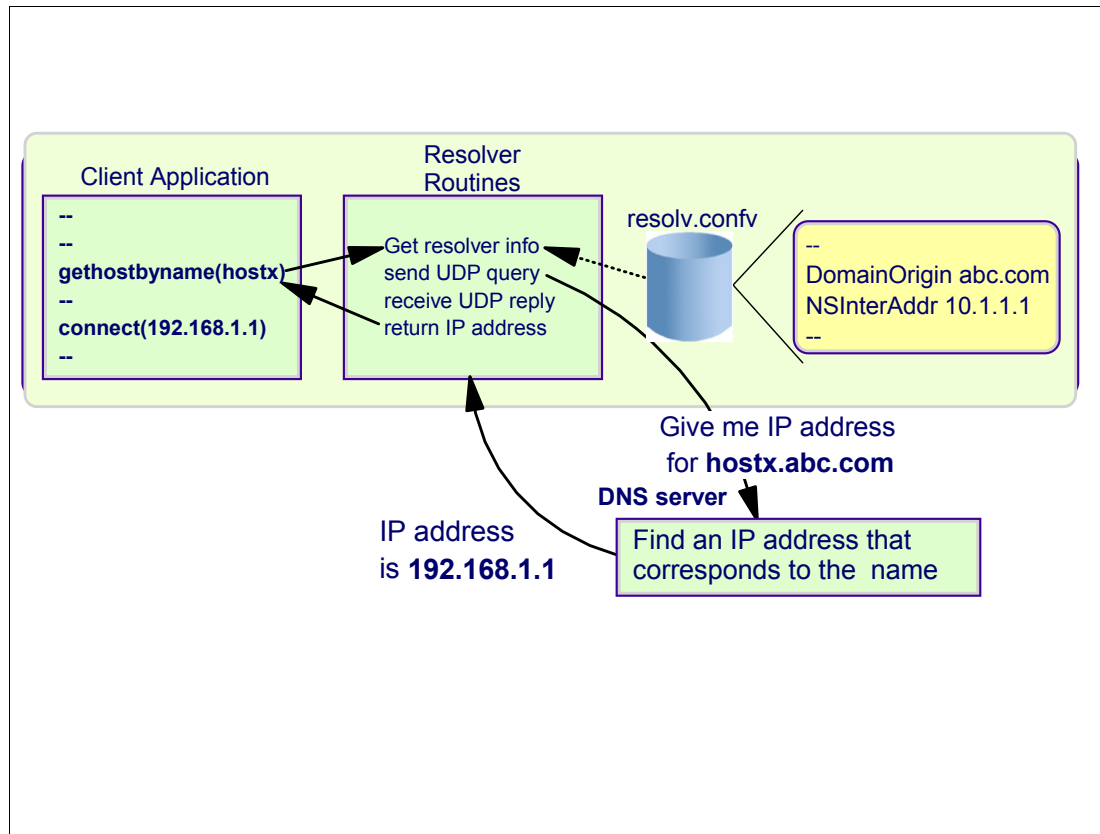 Client Application
--
--
gethostbyname(hostx)
--
connect(192.168.1.1)
--
Resolver
Routines
Get resolver info
send UDP query
receive UDP reply
return IP address
resolv.confv
--
DomainOrigin abc.com
NSInterAddr 10.1.1.1
--
Give me IP address
for hostx.abc.com
DNS server
Find an IP address that
corresponds to the name
IP address
is 192.168.1.1